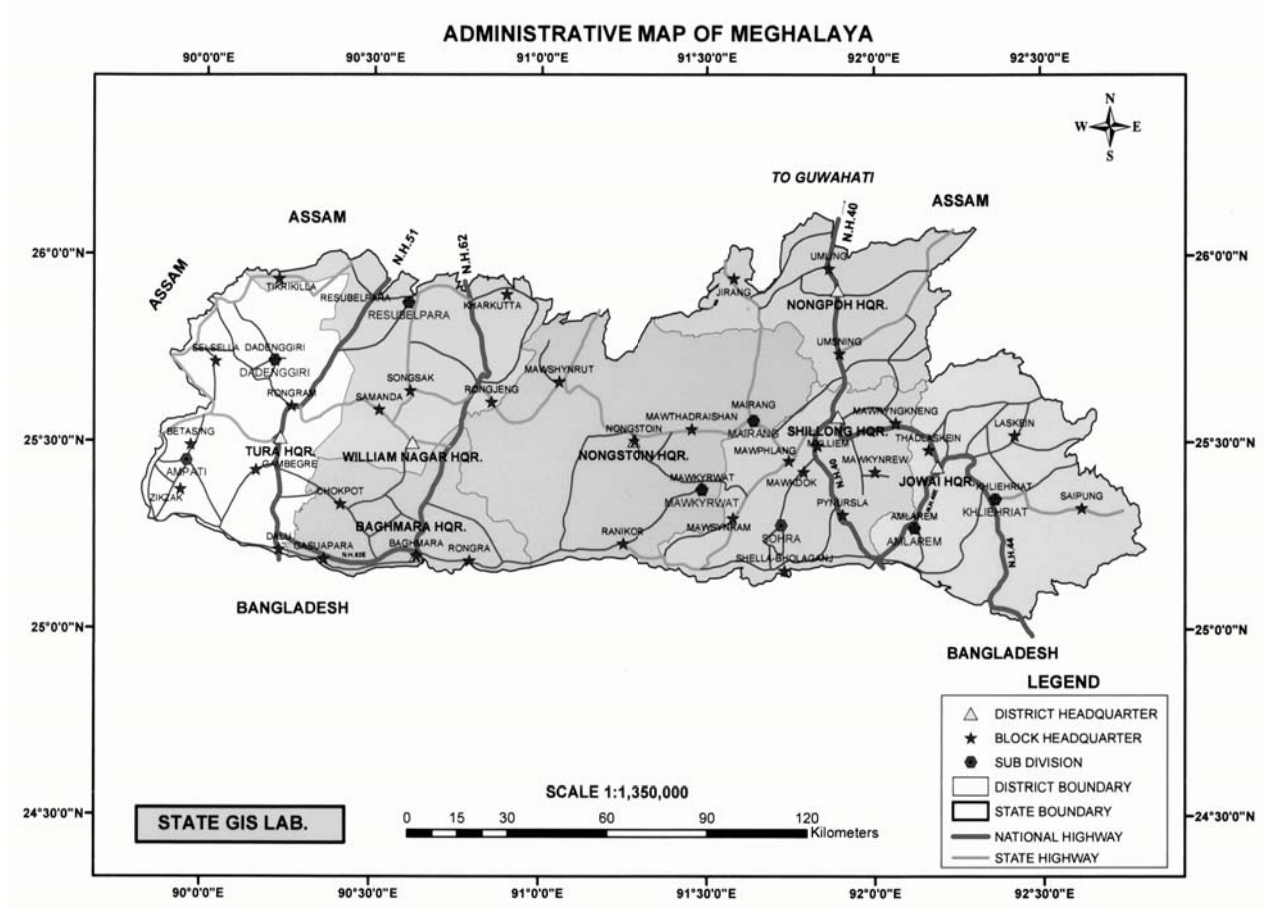 ADMINISTRATIVE MAP OF MEGHALAYA
90°0'0"E 90°30'0"E 91°0'0"E 91°30'0"E 92°0'0"E 92°30'0"E
N
W E
S
TO GUWAHATI
ASSAM
ASSAM
ASSAM
N.H.51
N.H.62
N.H.40
26°0'0"N
26°0'0"N
UMLING
TIKRIKILLA
JIRANG
RESUBELPARA
RESUBELPARA
KHARKUTTA
NONGPOH HQR.
UMSNING
SELSELLA
DADENGGIRI
DADENGGIRI
MAWSHYNRUT
SONGSAK
RONGJENG
RONGRAM
SAMANDA
MAIRANG
MAIRANG
MAWTHADRAISHAN
MAWRYNGKNENG
LASKEIN
BETASING
NONGSTOIN
NONGSTOIN HQR.
SHILLONG HQR.
MYLLIEM
THADLASKEIN
25°30'0"N
25°30'0"N
TURA HQR.
WILLIAM NAGAR HQR.
MAWPHLANG
MAWKYNREW
AMPATI
GAMBEGRE
MAWKDOK
JOWAI HQR.
MAWKYRWAT
MAWKYRWAT
N.H.40
KHLIEHRIAT
KHLIEHRIAT
ZIKZAK
CHOKPOT
PYNURSLA
SAIPUNG
BAGHMARA HQR.
MAWSYNRAM
AMLAREM
AMLAREM
RANIKOR
SOHRA
DALU
GASUAPARA
BAGHMARA
RONGRA
SHELLA-BHOLAGANJ
N.H.44
BANGLADESH
25°0'0"N
25°0'0"N
BANGLADESH
LEGEND
DISTRICT HEADQUARTER
BLOCK HEADQUARTER
SUB DIVISION
DISTRICT BOUNDARY
STATE BOUNDARY
NATIONAL HIGHWAY
STATE HIGHWAY
SCALE 1:1,350,000
0 15 30 60 90 120
Kilometers
STATE GIS LAB.
24°30'0"N
24°30'0"N
90°0'0"E 90°30'0"E 91°0'0"E 91°30'0"E 92°0'0"E 92°30'0"E